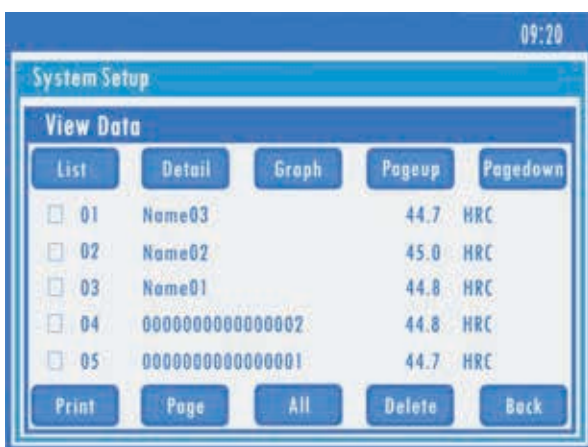 09:20
System Setup
View Data
List Detail Graph Pageup Pagedown
01 Name03 44.7 HRC
02 Name02 45.0 HRC
03 Name01 44.8 HRC
04 0000000000000002 44.8 HRC
05 0000000000000001 44.7 HRC
Print Page All Delete Back